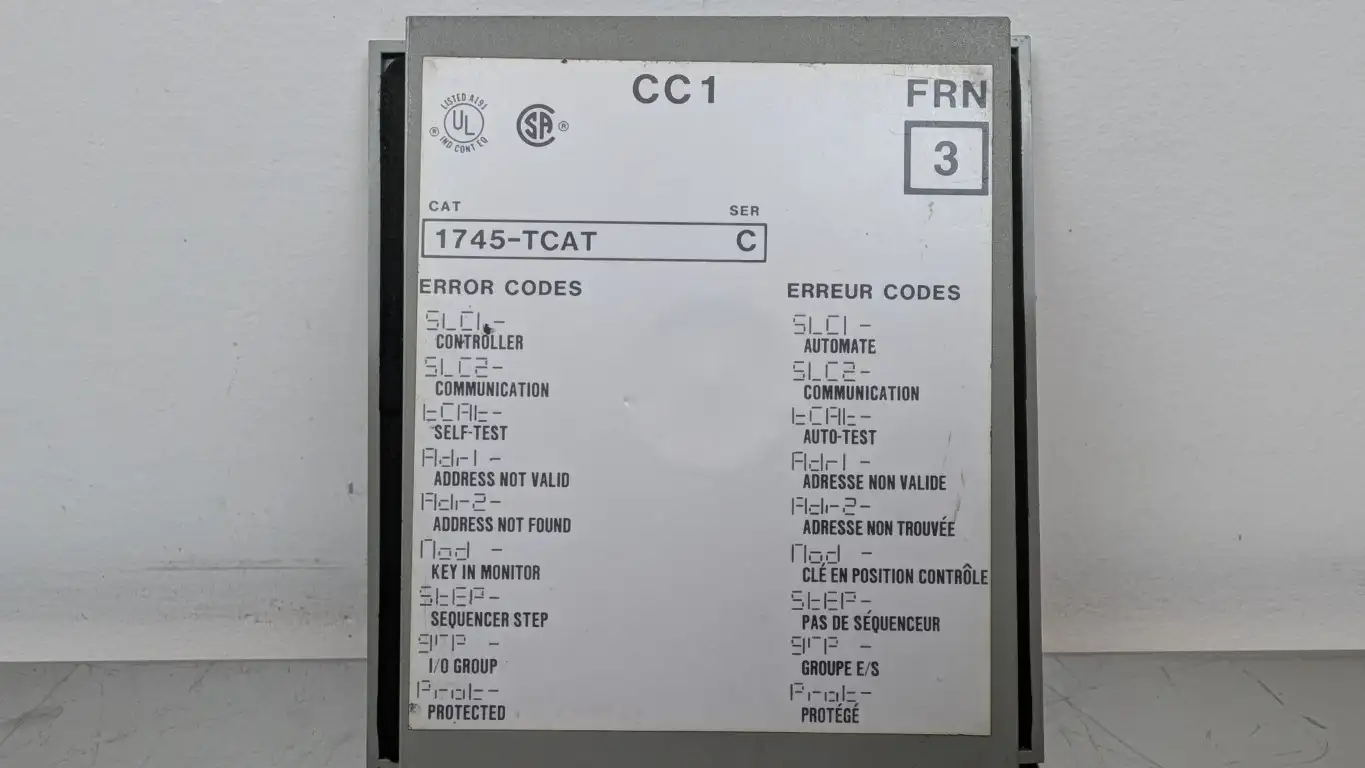 CC1
FRN
LISTED A191
UL
IND CONT EQ
SA
3
CAT
SER
1745-TCAT
C
ERROR CODES
SLC1-
CONTROLLER
SLC2-
COMMUNICATION
tCAt-
SELF-TEST
Adr1-
ADDRESS NOT VALID
Adr2-
ADDRESS NOT FOUND
Mod -
KEY IN MONITOR
StEP-
SEQUENCER STEP
grP -
I/O GROUP
Prot-
PROTECTED
ERREUR CODES
SLC1-
AUTOMATE
SLC2-
COMMUNICATION
tCAt-
AUTO-TEST
Adr1-
ADRESSE NON VALIDE
Adr2-
ADRESSE NON TROUVÉE
Mod -
CLÉ EN POSITION CONTRÔLE
StEP-
PAS DE SÉQUENCEUR
grP -
GROUPE E/S
Prot-
PROTÉGÉ